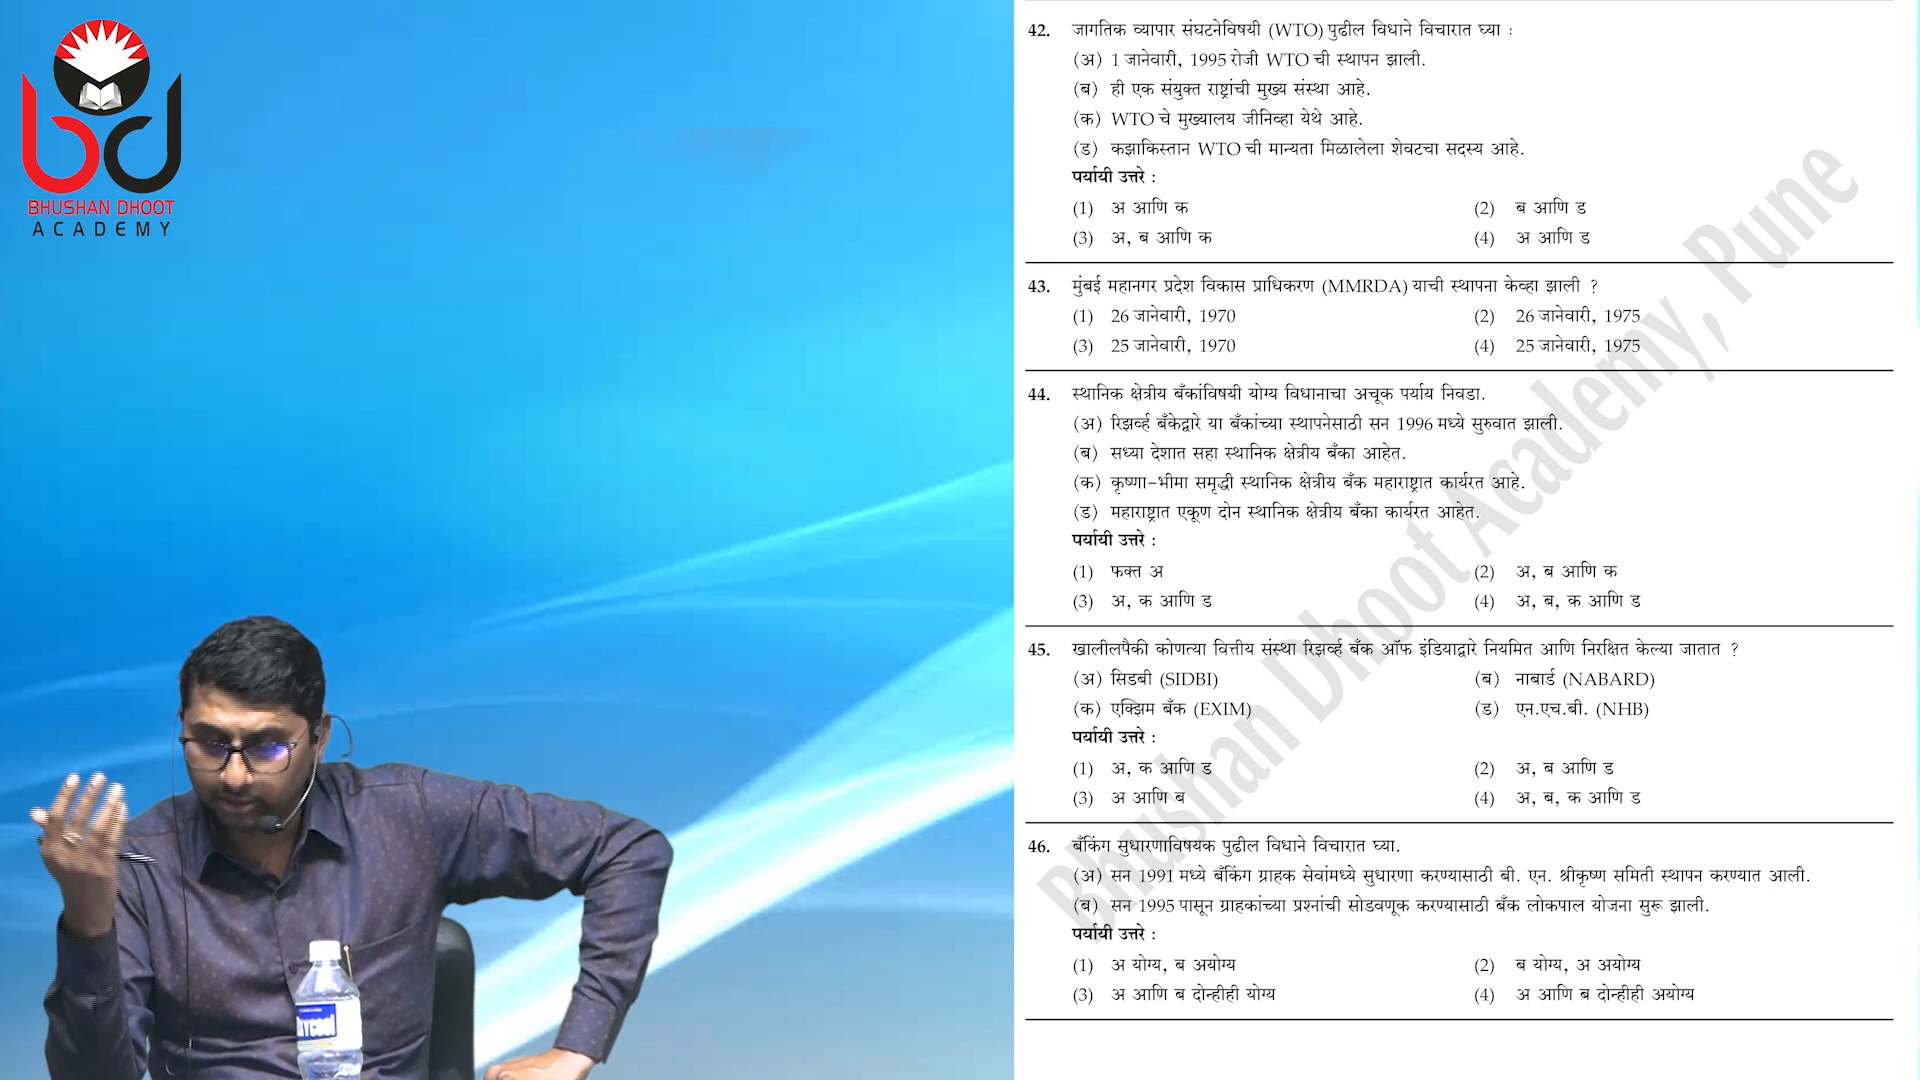 BHUSHAN DHOOT
ACADEMY
42. जागतिक व्यापार संघटनेविषयी (WTO) पुढील विधाने विचारात घ्या :
(अ) 1 जानेवारी, 1995 रोजी WTO ची स्थापन झाली.
(ब) ही एक संयुक्त राष्ट्रांची मुख्य संस्था आहे.
(क) WTO चे मुख्यालय जीनिव्हा येथे आहे.
(ड) कझाकिस्तान WTO ची मान्यता मिळालेला शेवटचा सदस्य आहे.
पर्यायी उत्तरे :
(1) अ आणि क (2) ब आणि ड
(3) अ, ब आणि क (4) अ आणि ड
43. मुंबई महानगर प्रदेश विकास प्राधिकरण (MMRDA) याची स्थापना केव्हा झाली ?
(1) 26 जानेवारी, 1970 (2) 26 जानेवारी, 1975
(3) 25 जानेवारी, 1970 (4) 25 जानेवारी, 1975
44. स्थानिक क्षेत्रीय बँकांविषयी योग्य विधानाचा अचूक पर्याय निवडा.
(अ) रिझर्व्ह बँकेद्वारे या बँकांच्या स्थापनेसाठी सन 1996 मध्ये सुरुवात झाली.
(ब) सध्या देशात सहा स्थानिक क्षेत्रीय बँका आहेत.
(क) कृष्णा-भीमा समृद्धी स्थानिक क्षेत्रीय बँक महाराष्ट्रात कार्यरत आहे.
(ड) महाराष्ट्रात एकूण दोन स्थानिक क्षेत्रीय बँका कार्यरत आहेत.
पर्यायी उत्तरे :
(1) फक्त अ (2) अ, ब आणि क
(3) अ, क आणि ड (4) अ, ब, क आणि ड
45. खालीलपैकी कोणत्या वित्तीय संस्था रिझर्व्ह बँक ऑफ इंडियाद्वारे नियमित आणि निरक्षित केल्या जातात ?
(अ) सिडबी (SIDBI) (ब) नाबार्ड (NABARD)
(क) एक्झिम बँक (EXIM) (ड) एन.एच.बी. (NHB)
पर्यायी उत्तरे :
(1) अ, क आणि ड (2) अ, ब आणि ड
(3) अ आणि ब (4) अ, ब, क आणि ड
46. बँकिंग सुधारणाविषयक पुढील विधाने विचारात घ्या.
(अ) सन 1991 मध्ये बँकिंग ग्राहक सेवांमध्ये सुधारणा करण्यासाठी बी. एन. श्रीकृष्ण समिती स्थापन करण्यात आली.
(ब) सन 1995 पासून ग्राहकांच्या प्रश्नांची सोडवणूक करण्यासाठी बँक लोकपाल योजना सुरू झाली.
पर्यायी उत्तरे :
(1) अ योग्य, ब अयोग्य (2) ब योग्य, अ अयोग्य
(3) अ आणि ब दोन्हीही योग्य (4) अ आणि ब दोन्हीही अयोग्य
Bhushan Dhoot Academy, Pune